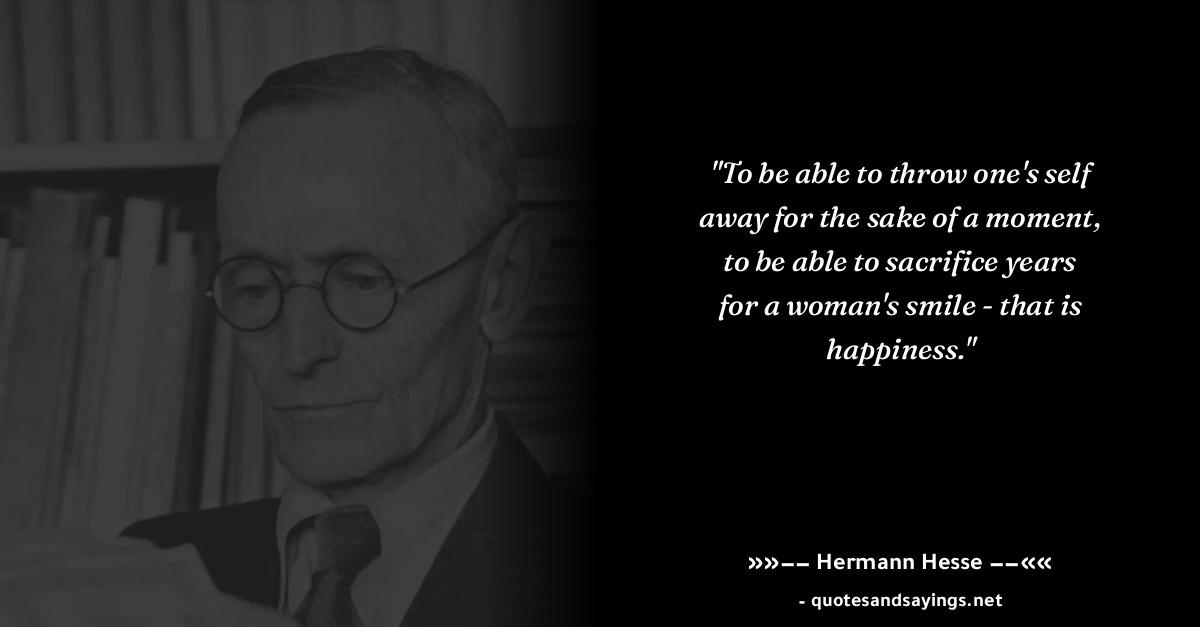 "To be able to throw one's self
away for the sake of a moment,
to be able to sacrifice years
for a woman's smile - that is
happiness."
»»−− Hermann Hesse −−««
- quotesandsayings.net